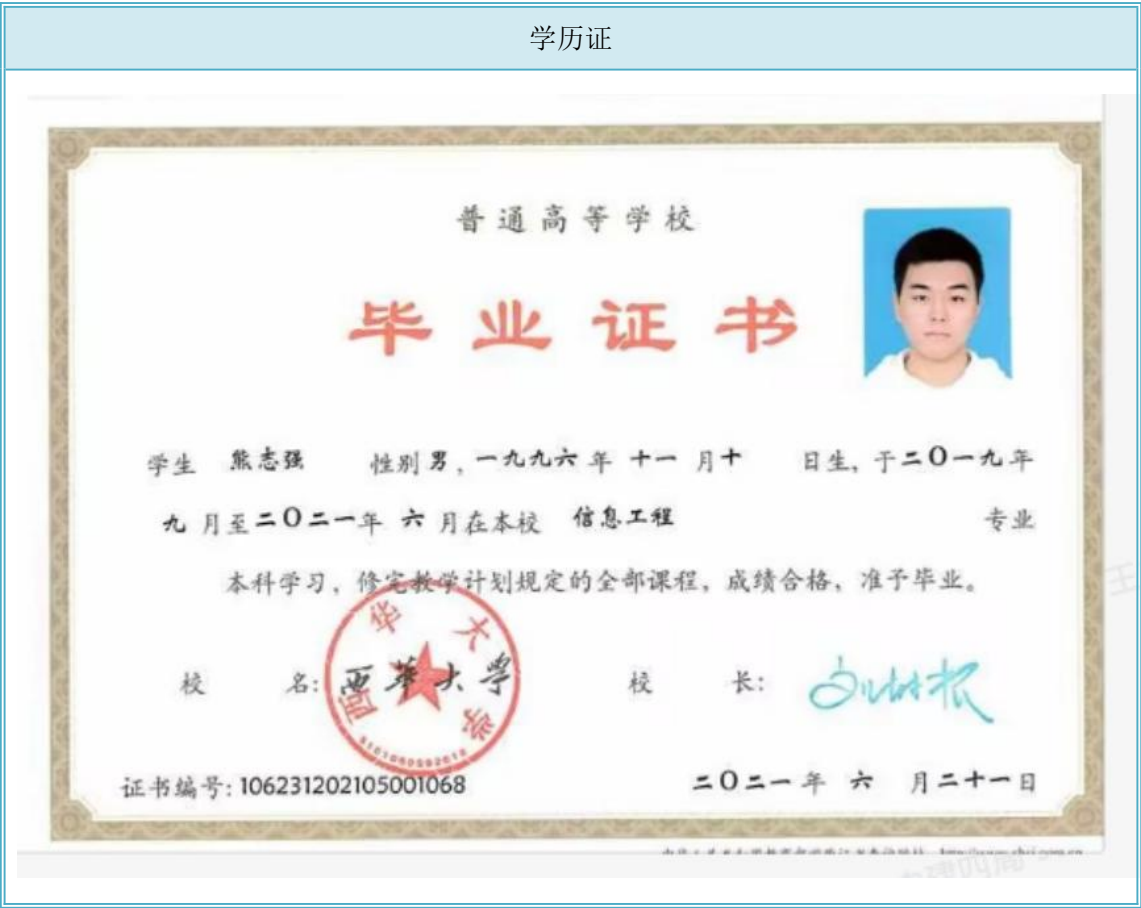 学历证
普通高等学校
毕业证书
学生 熊志强 性别 男, 一九九六年 十一 月十 日生, 于二〇一九年
九 月至二〇二一年 六 月在本校 信息工程 专业
本科学习, 修完教学计划规定的全部课程, 成绩合格, 准予毕业。
校 名: 西华大学
西华大学
校 长:
证书编号: 106231202105001068
二〇二一年 六 月二十一日